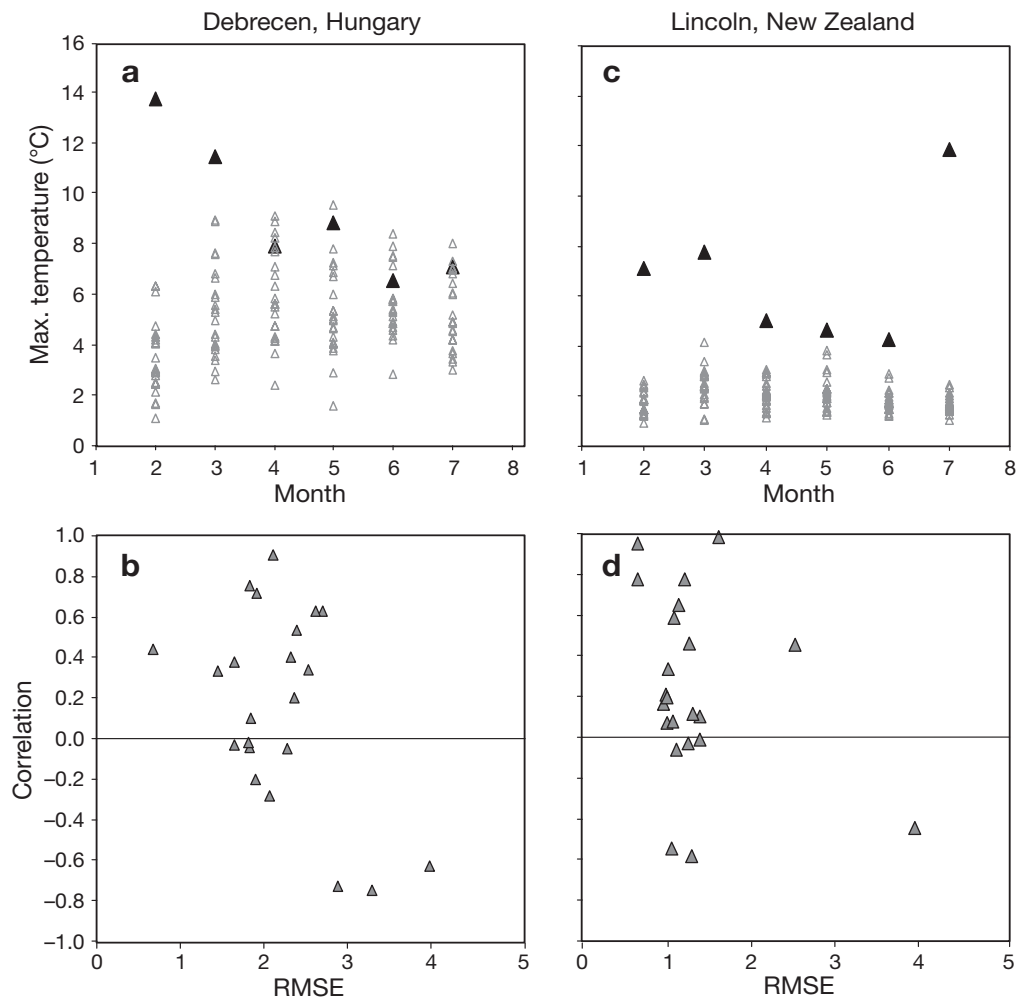 Debrecen, Hungary
Lincoln, New Zealand
a
c
Max. temperature (°C)
16
14
12
10
8
6
4
2
0
1 2 3 4 5 6 7 8
1 2 3 4 5 6 7 8
Month
Month
b
d
Correlation
1.0
0.8
0.6
0.4
0.2
0.0
−0.2
−0.4
−0.6
−0.8
−1.0
0 1 2 3 4 5
0 1 2 3 4 5
RMSE
RMSE